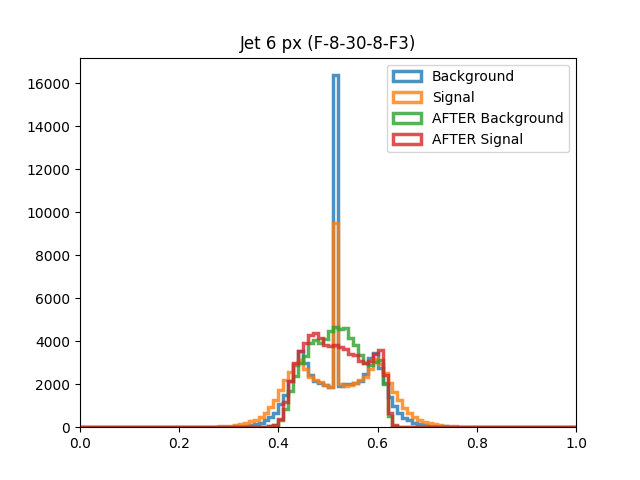 Jet 6 px (F-8-30-8-F3)
16000
14000
12000
10000
8000
6000
4000
2000
0
0.0 0.2 0.4 0.6 0.8 1.0
Background
Signal
AFTER Background
AFTER Signal